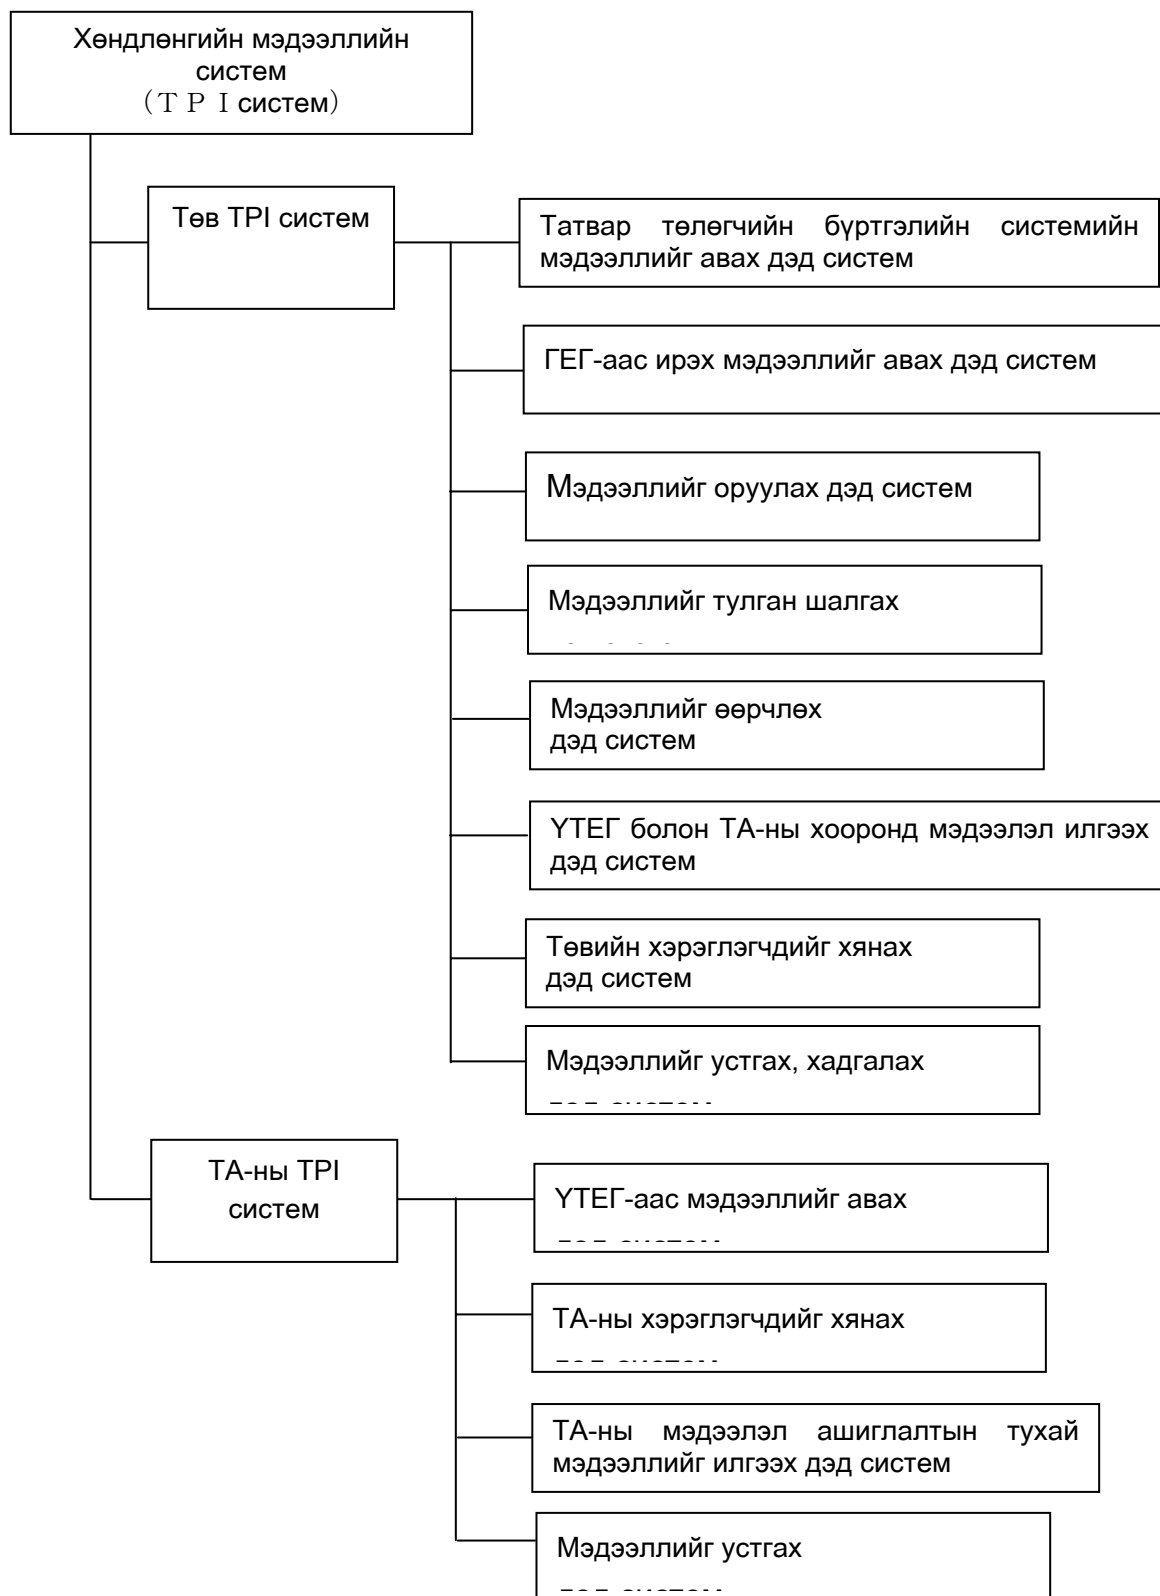 Хөндлөнгийн мэдээллийн
систем
（ＴＰＩ систем）
Төв TPI систем
Татвар төлөгчийн бүртгэлийн системийн
мэдээллийг авах дэд систем
ГЕГ-аас ирэх мэдээллийг авах дэд систем
Мэдээллийг оруулах дэд систем
Мэдээллийг тулган шалгах
Мэдээллийг өөрчлөх
дэд систем
ҮТЕГ болон ТА-ны хооронд мэдээлэл илгээх
дэд систем
Төвийн хэрэглэгчдийг хянах
дэд систем
Мэдээллийг устгах, хадгалах
ТА-ны TPI
систем
ҮТЕГ-аас мэдээллийг авах
ТА-ны хэрэглэгчдийг хянах
ТА-ны мэдээлэл ашиглалтын тухай
мэдээллийг илгээх дэд систем
Мэдээллийг устгах